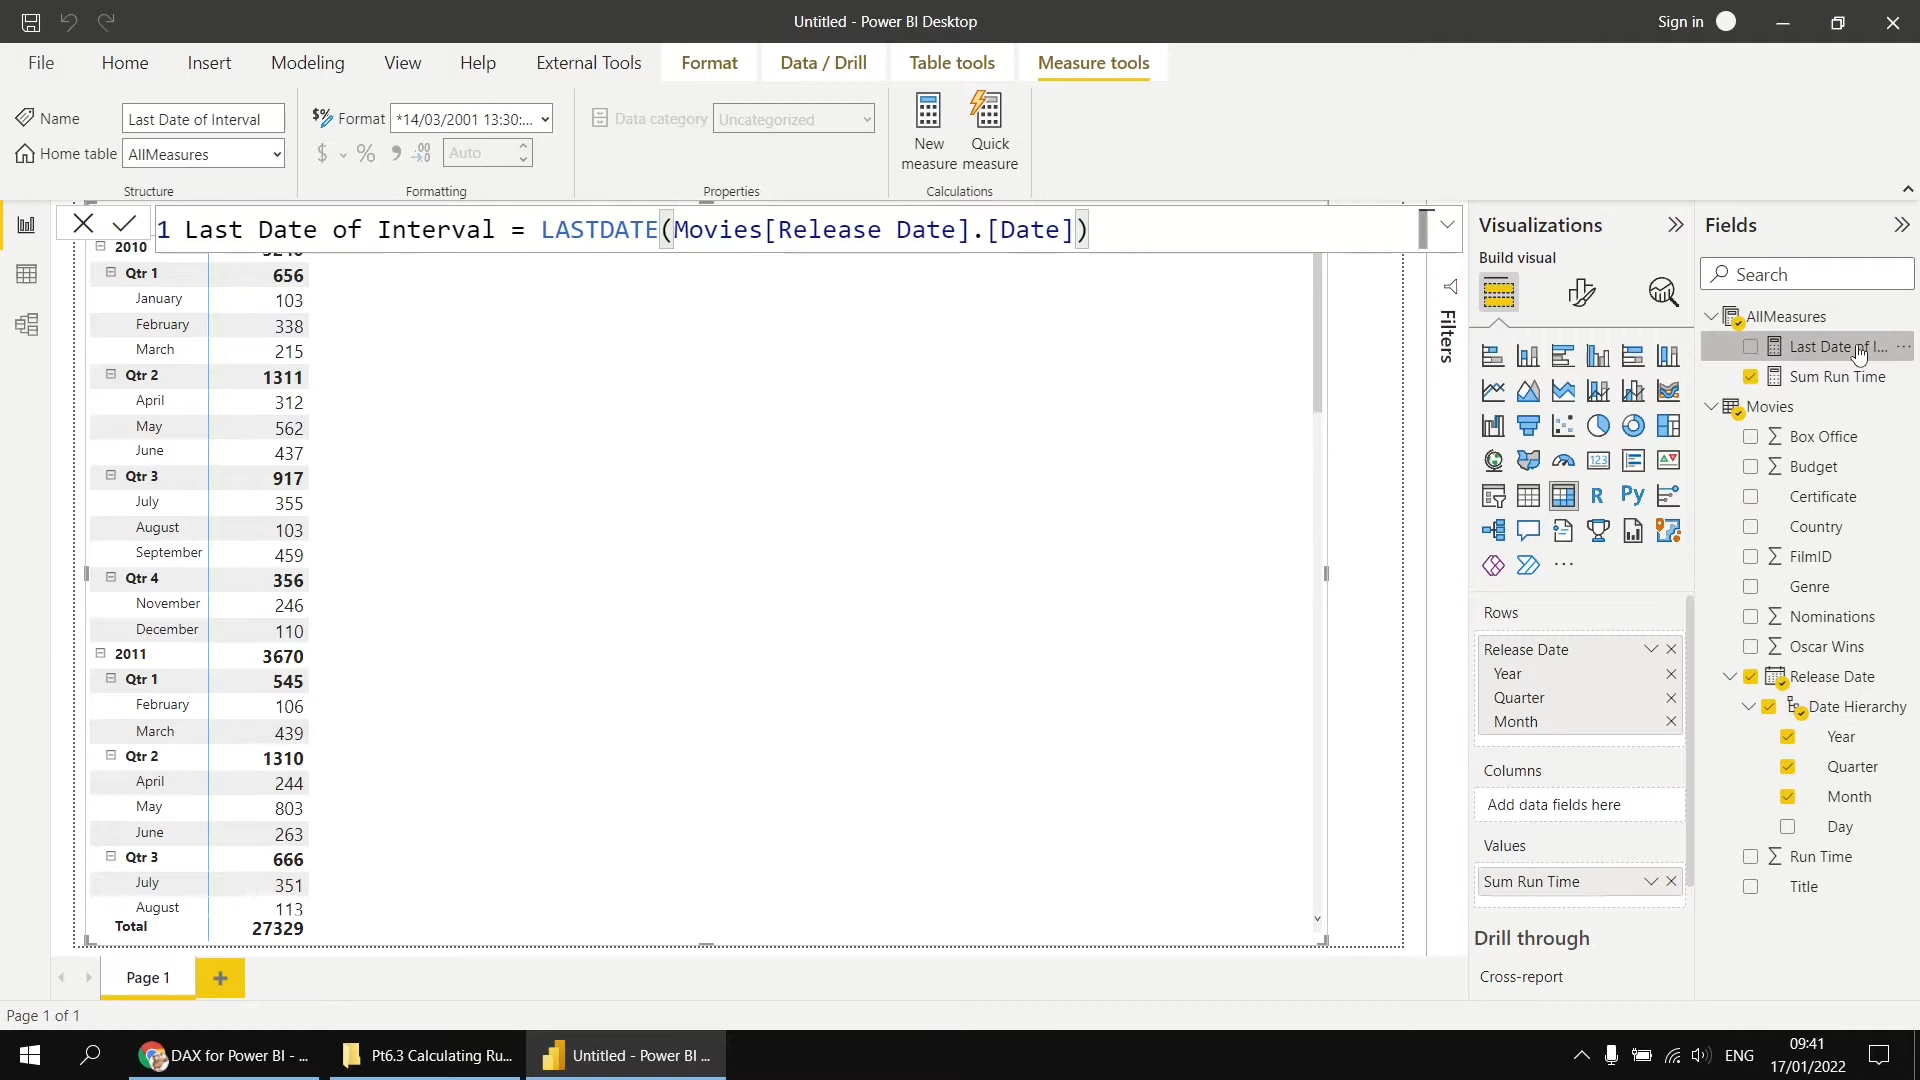 Untitled - Power BI Desktop
Sign in
File Home Insert Modeling View Help External Tools Format Data / Drill Table tools Measure tools
Name Last Date of Interval
Home table AllMeasures
Structure
Format *14/03/2001 13:30:...
$ % Auto
Formatting
Data category Uncategorized
Properties
New measure
Quick measure
Calculations
1 Last Date of Interval = LASTDATE(Movies[Release Date].[Date])
2010
Qtr 1 656
January 103
February 338
March 215
Qtr 2 1311
April 312
May 562
June 437
Qtr 3 917
July 355
August 103
September 459
Qtr 4 356
November 246
December 110
2011 3670
Qtr 1 545
February 106
March 439
Qtr 2 1310
April 244
May 803
June 263
Qtr 3 666
July 351
August 113
Total 27329
Filters
Visualizations
Build visual
123
R Py
Rows
Release Date
Year
Quarter
Month
Columns
Add data fields here
Values
Sum Run Time
Drill through
Cross-report
Fields
Search
AllMeasures
Last Date of I...
Sum Run Time
Movies
Box Office
Budget
Certificate
Country
FilmID
Genre
Nominations
Oscar Wins
Release Date
Date Hierarchy
Year
Quarter
Month
Day
Run Time
Title
Page 1
Page 1 of 1
DAX for Power BI - ...
Pt6.3 Calculating Ru...
Untitled - Power BI ...
ENG
09:41
17/01/2022